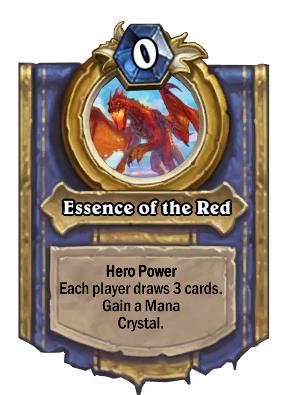 0
Essence of the Red
Hero Power
Each player draws 3 cards.
Gain a Mana
Crystal.